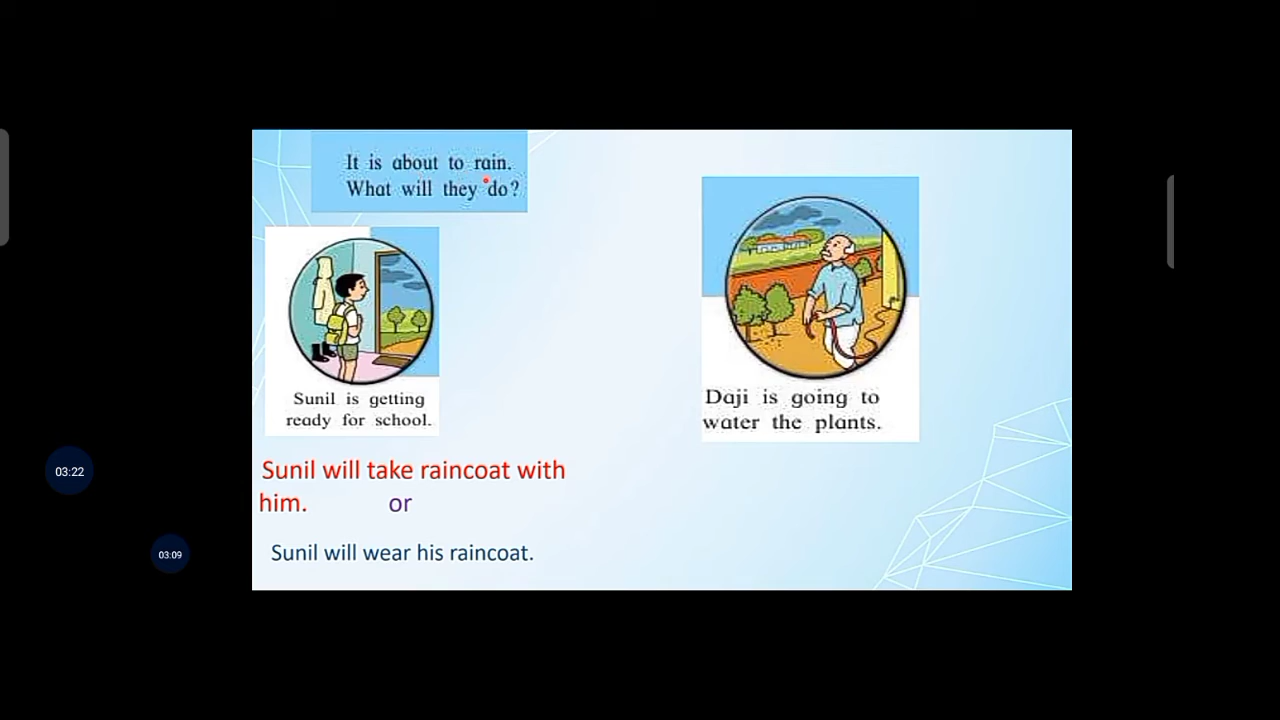 It is about to rain.
What will they do?
Sunil is getting
ready for school.
Daji is going to
water the plants.
Sunil will take raincoat with
him. or
Sunil will wear his raincoat.
03:22
03:09